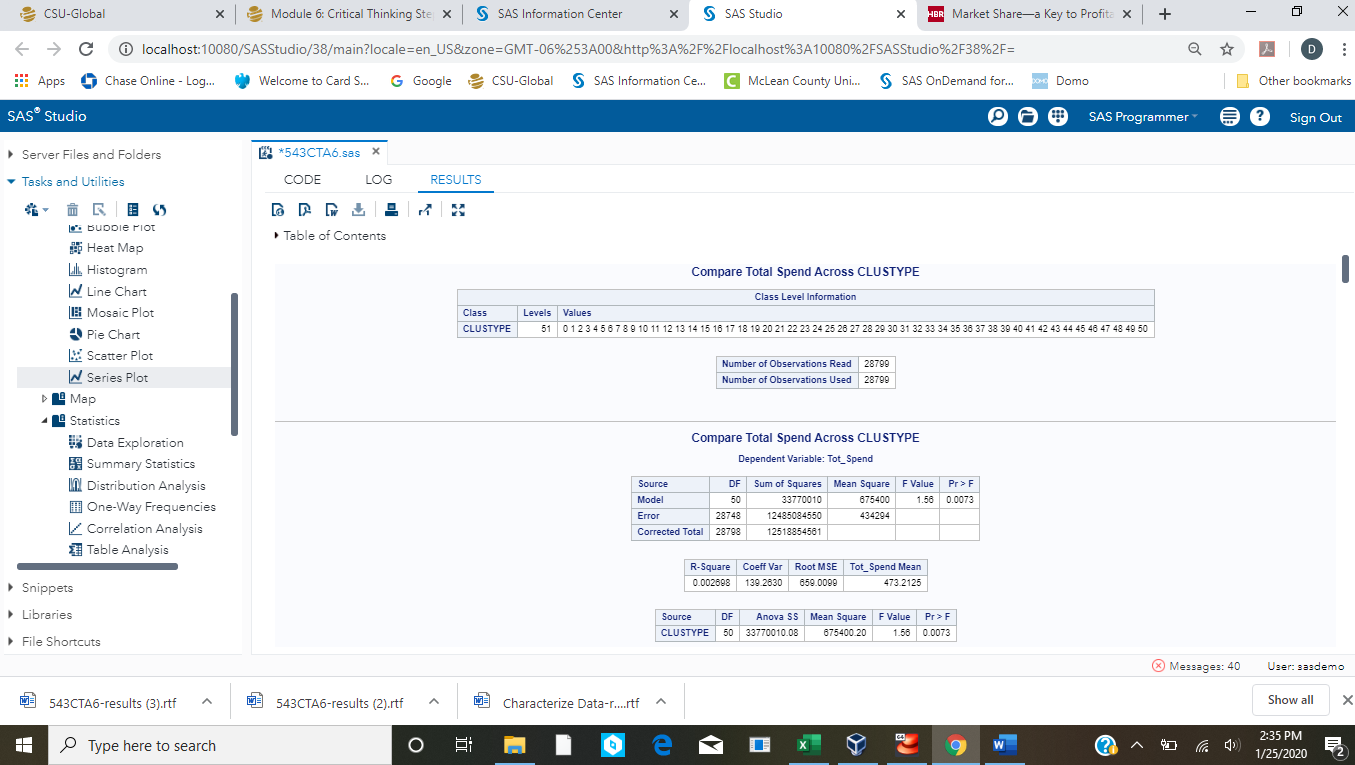 CSU-Global
Module 6: Critical Thinking Ste
SAS Information Center
SAS Studio
HBR
Market Share—a Key to Profita
localhost:10080/SASStudio/38/main?locale=en_US&zone=GMT-06%253A00&http%3A%2F%2Flocalhost%3A10080%2FSASStudio%2F38%2F=
D
Apps
Chase Online - Log...
Welcome to Card S...
Google
CSU-Global
SAS Information Ce...
McLean County Uni...
SAS OnDemand for...
Domo
Other bookmarks
SAS® Studio
SAS Programmer
Sign Out
Server Files and Folders
Tasks and Utilities
Bubble Plot
Heat Map
Histogram
Line Chart
Mosaic Plot
Pie Chart
Scatter Plot
Series Plot
Map
Statistics
Data Exploration
Summary Statistics
Distribution Analysis
One-Way Frequencies
Correlation Analysis
Table Analysis
Snippets
Libraries
File Shortcuts
*543CTA6.sas
CODE LOG RESULTS
Table of Contents
Compare Total Spend Across CLUSTYPE
Class Level Information
Class Levels Values
CLUSTYPE 51 0 1 2 3 4 5 6 7 8 9 10 11 12 13 14 15 16 17 18 19 20 21 22 23 24 25 26 27 28 29 30 31 32 33 34 35 36 37 38 39 40 41 42 43 44 45 46 47 48 49 50
Number of Observations Read 28799
Number of Observations Used 28799
Compare Total Spend Across CLUSTYPE
Dependent Variable: Tot_Spend
Source DF Sum of Squares Mean Square F Value Pr > F
Model 50 33770010 675400 1.56 0.0073
Error 28748 12485084550 434294
Corrected Total 28798 12518854561
R-Square Coeff Var Root MSE Tot_Spend Mean
0.002698 139.2630 659.0099 473.2125
Source DF Anova SS Mean Square F Value Pr > F
CLUSTYPE 50 33770010.08 675400.20 1.56 0.0073
Messages: 40
User: sasdemo
543CTA6-results (3).rtf
543CTA6-results (2).rtf
Characterize Data-r....rtf
Show all
Type here to search
64
2:35 PM
1/25/2020
2